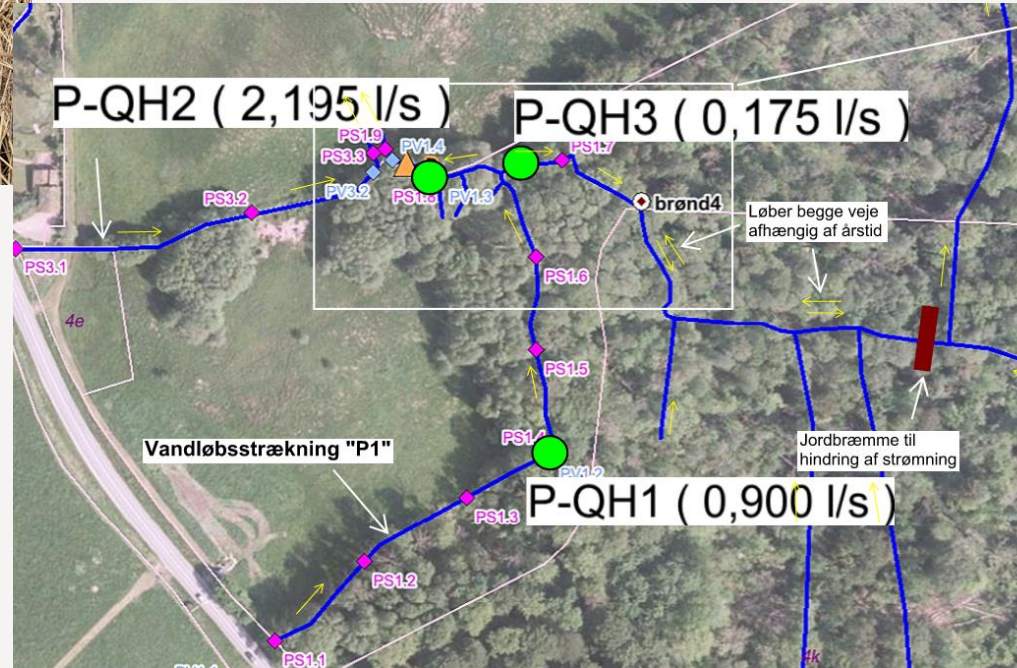 P-QH2 ( 2,195 l/s )
P-QH3 ( 0,175 l/s )
PS1.9
PV1.4
PS3.3
PS1.7
PV3.2
PS1.8
PV1.3
PS3.2
brønd4
Løber begge veje
afhængig af årstid
PS3.1
PS1.6
4e
PS1.5
Vandløbsstrækning "P1"
PS1.4
PV1.2
Jordbræmme til
hindring af strømning
PS1.3
P-QH1 ( 0,900 l/s )
PS1.2
PS1.1
4k